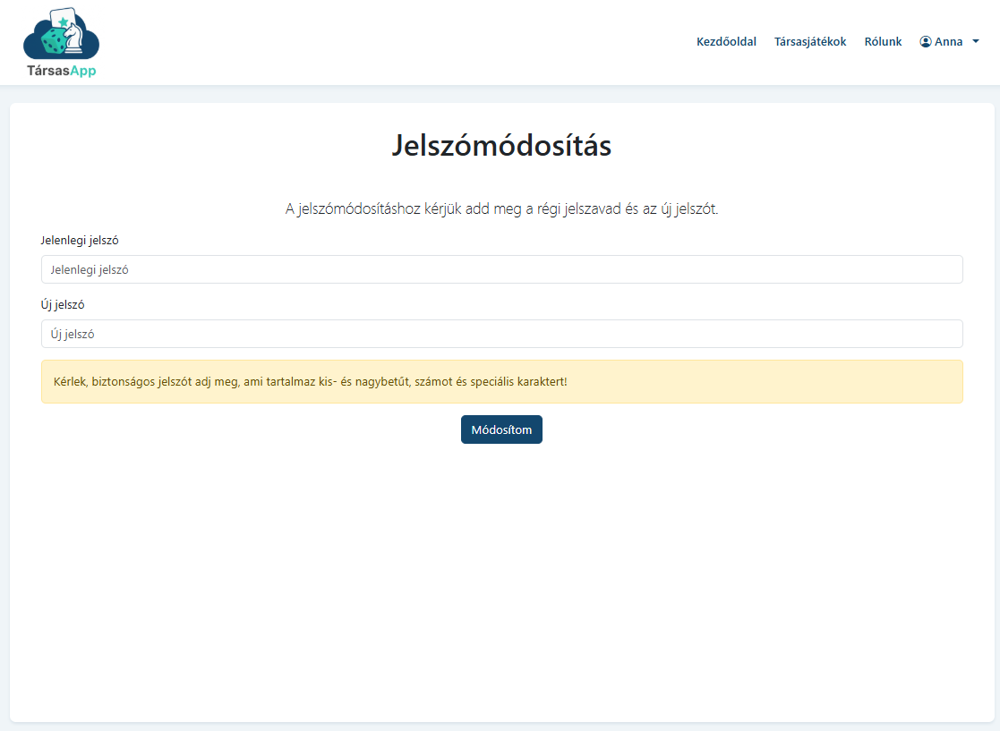 TársasApp
Kezdőoldal Társasjátékok Rólunk Anna
Jelszómódosítás
A jelszómódosításhoz kérjük add meg a régi jelszavad és az új jelszót.
Jelenlegi jelszó
Jelenlegi jelszó
Új jelszó
Új jelszó
Kérlek, biztonságos jelszót adj meg, ami tartalmaz kis- és nagybetűt, számot és speciális karaktert!
Módosítom